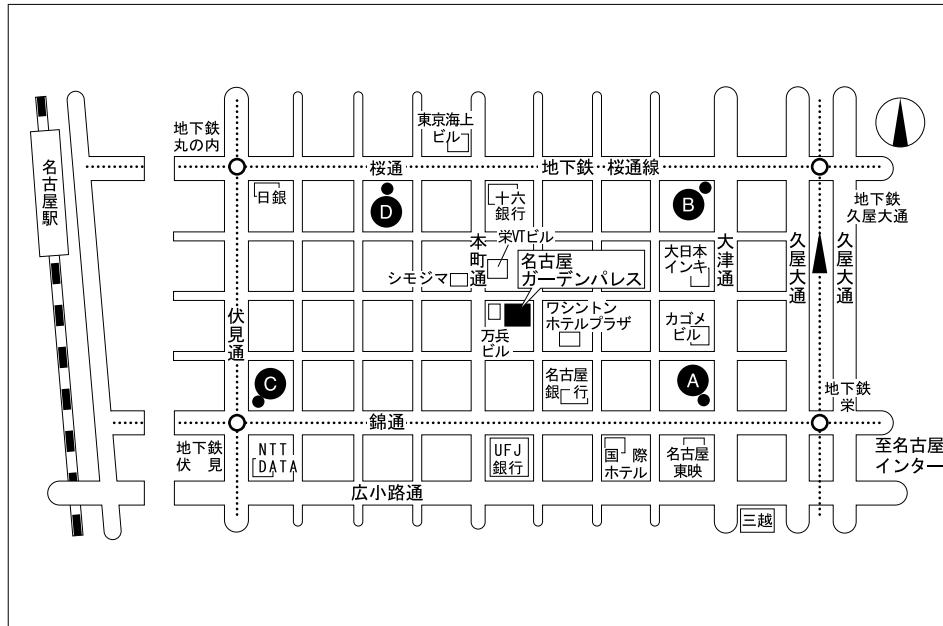 東京海上
ビル
地下鉄
丸の内
桜通
地下鉄 桜通線
名古屋駅
日銀
D
十六
銀行
B
地下鉄
久屋大通
本町通
栄VTビル
名古屋
ガーデンパレス
大日本
インキ
大津通
久屋大通
久屋大通
シモジマ
伏見通
万兵
ビル
ワシントン
ホテルプラザ
カゴメ
ビル
C
名古屋
銀行
A
地下鉄
栄
錦通
地下鉄
伏見
NTT
DATA
UFJ
銀行
国際
ホテル
名古屋
東映
至名古屋
インター
広小路通
三越